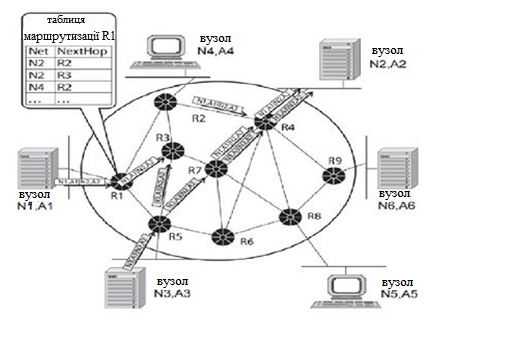 таблиця
маршрутизації R1
Net NextHop
N2 R2
N2 R3
N4 R2
... ...
вузол
N4,A4
вузол
N2,A2
R2
R4
R3
R7
R9
R1
вузол
N1,A1
R5
R6
R8
вузол
N6,A6
вузол
N3,A3
вузол
N5,A5